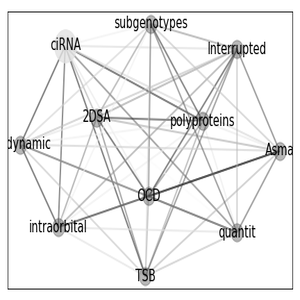 subgenotypes
ciRNA
Interrupted
2DSA
polyproteins
dynamic
Asma
OCD
intraorbital
quantit
TSB